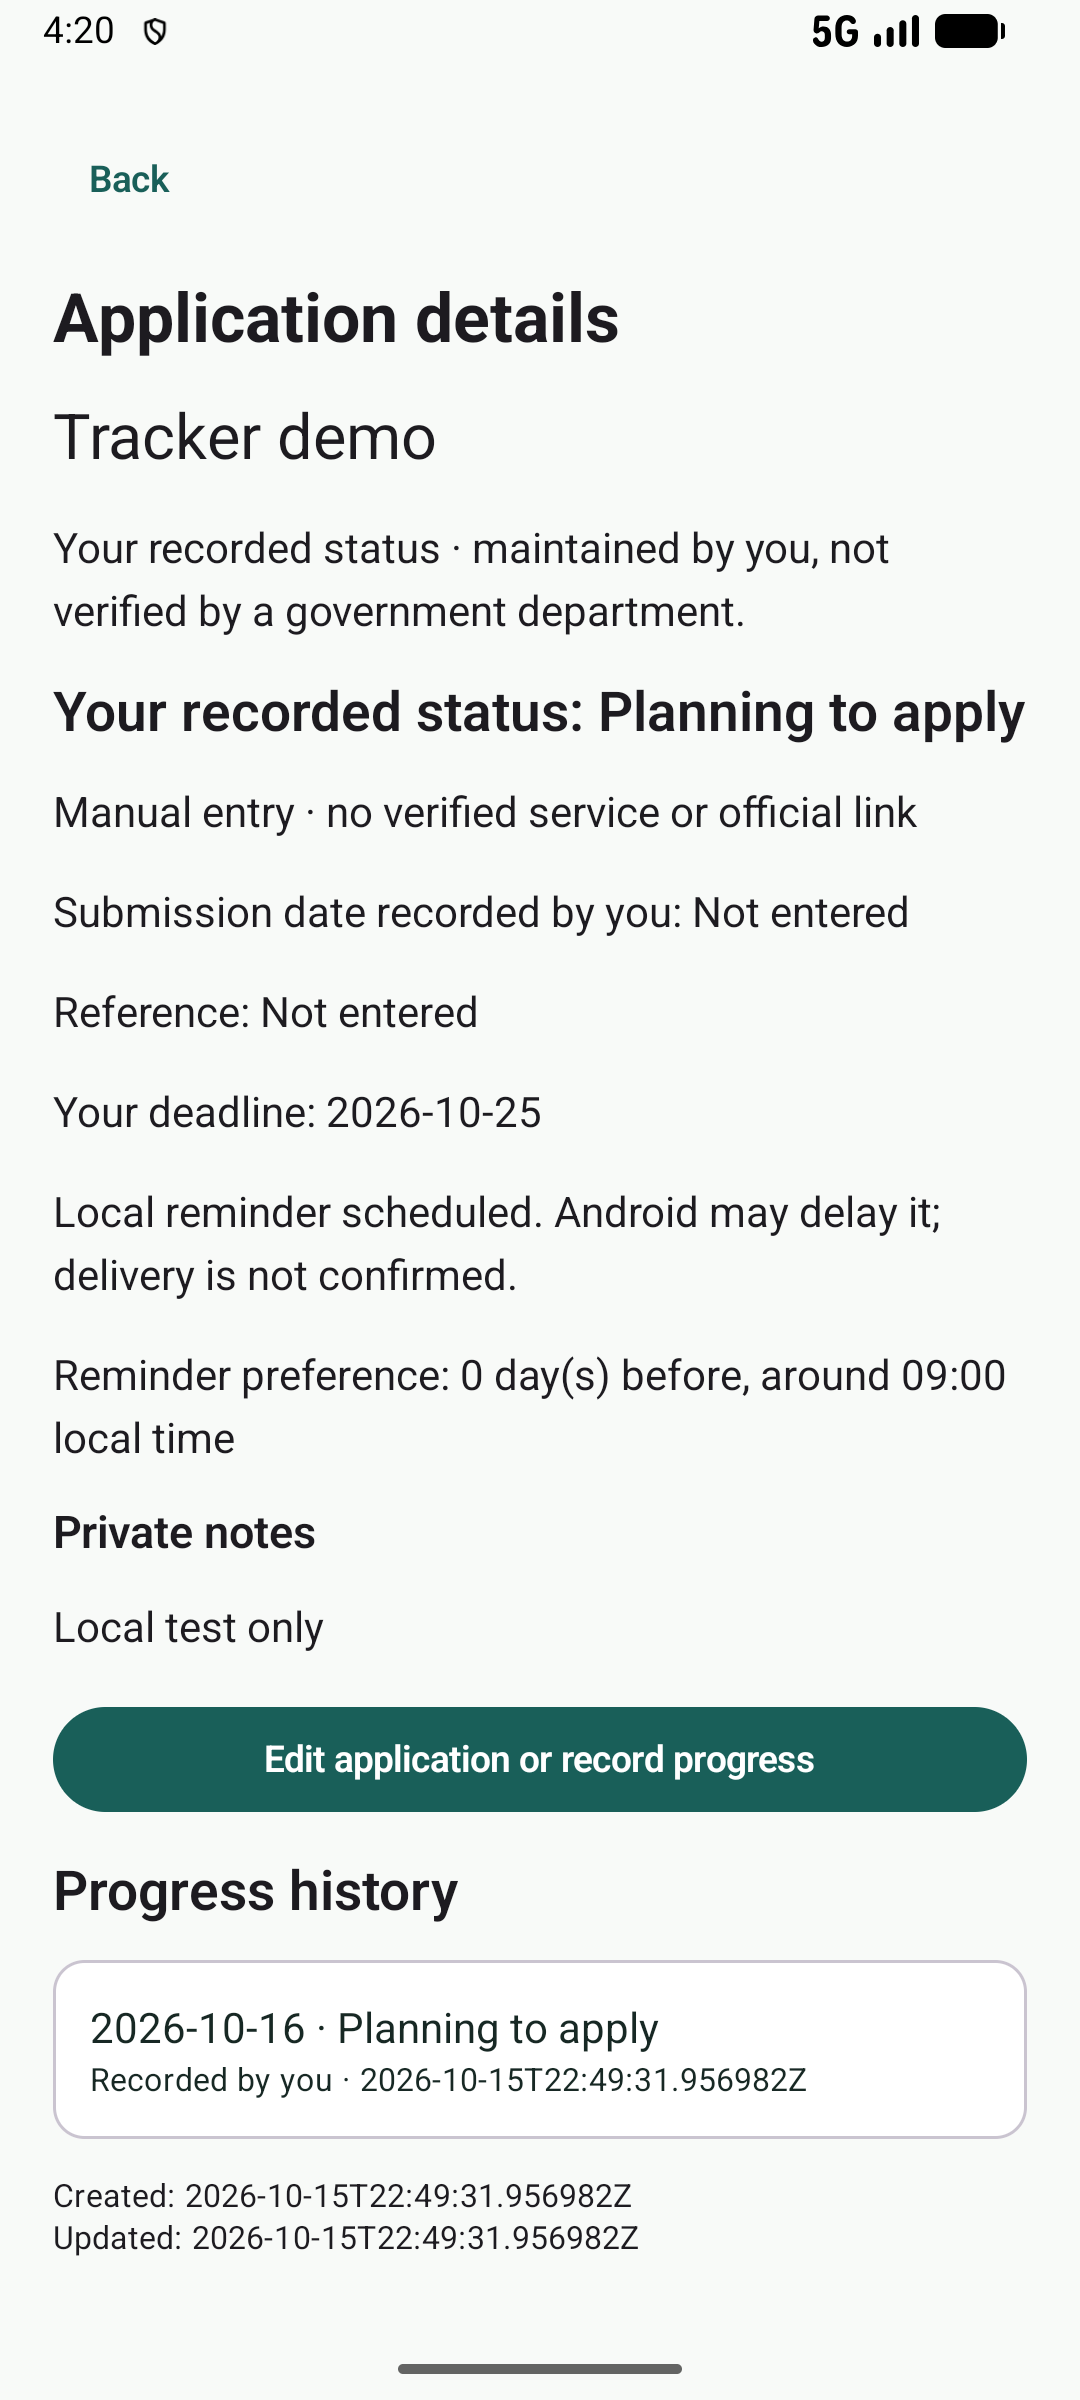 4:20
5G
Back
Application details
Tracker demo
Your recorded status · maintained by you, not
verified by a government department.
Your recorded status: Planning to apply
Manual entry · no verified service or official link
Submission date recorded by you: Not entered
Reference: Not entered
Your deadline: 2026-10-25
Local reminder scheduled. Android may delay it;
delivery is not confirmed.
Reminder preference: 0 day(s) before, around 09:00
local time
Private notes
Local test only
Edit application or record progress
Progress history
2026-10-16 · Planning to apply
Recorded by you · 2026-10-15T22:49:31.956982Z
Created: 2026-10-15T22:49:31.956982Z
Updated: 2026-10-15T22:49:31.956982Z